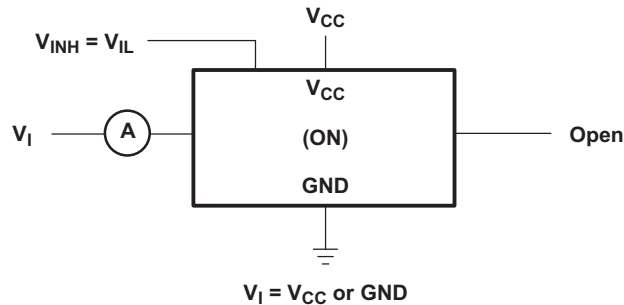 V_CC
V_INH = V_IL
V_CC
V_I
A
(ON)
Open
GND
V_I = V_CC or GND